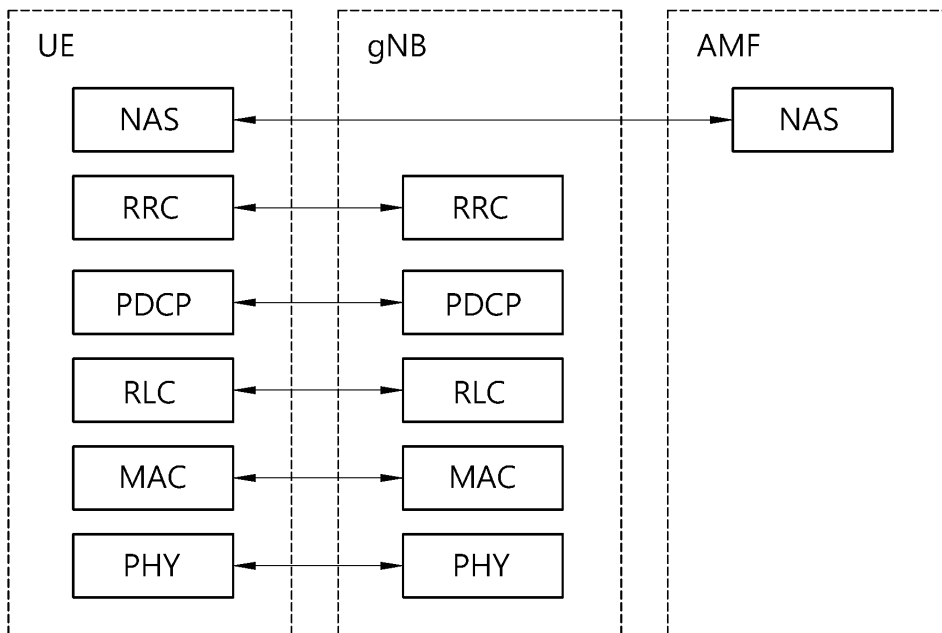 UE gNB AMF
NAS NAS
RRC RRC
PDCP PDCP
RLC RLC
MAC MAC
PHY PHY